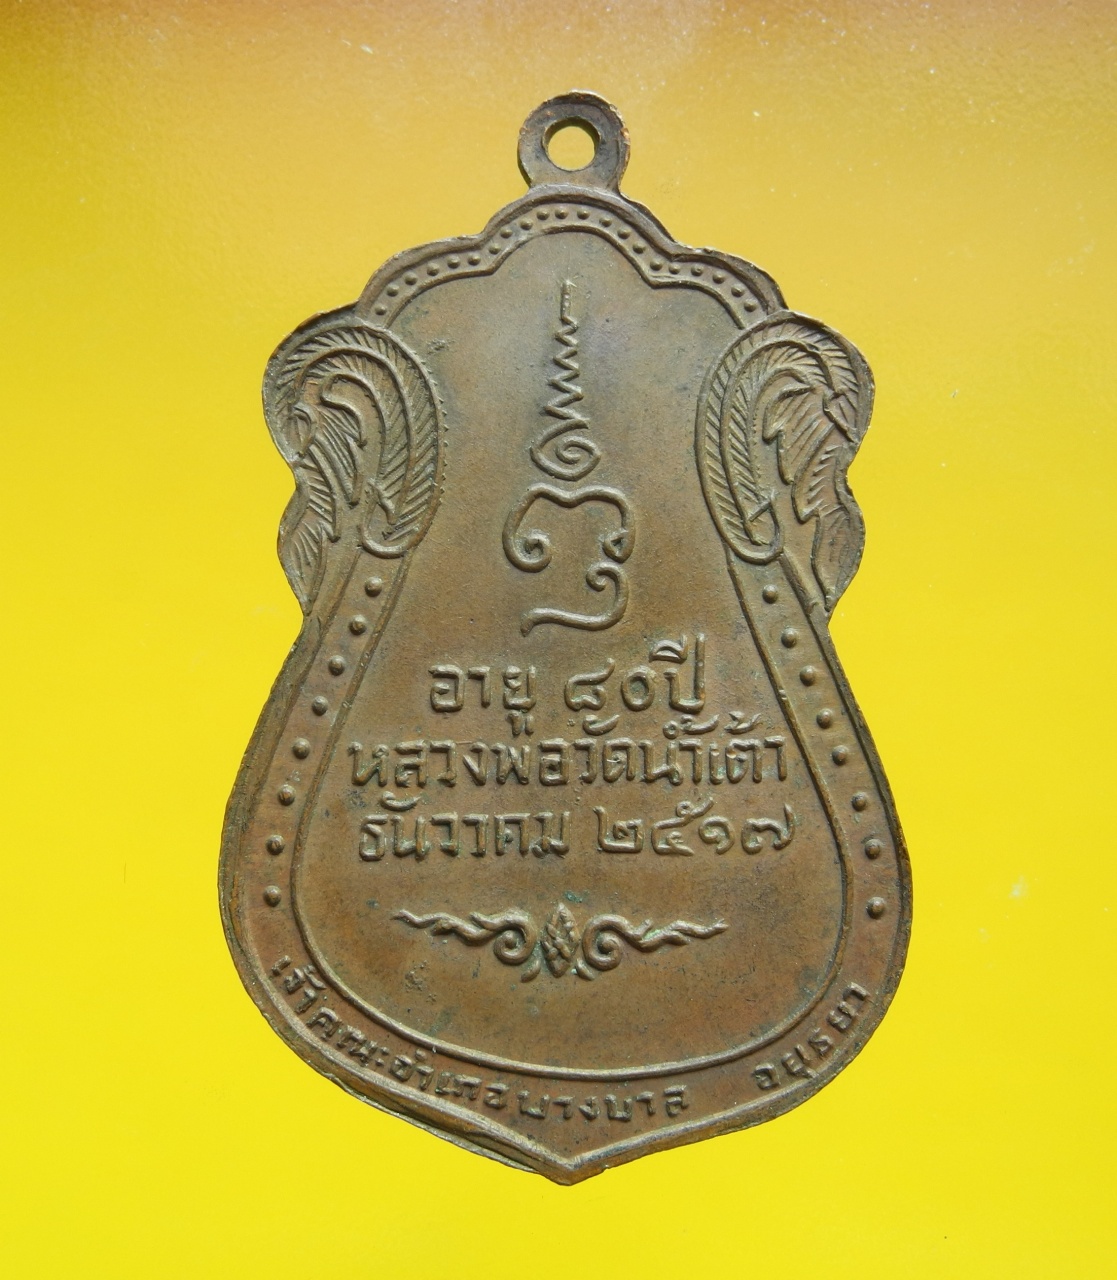 อายุ ๘๐ปี
หลวงพ่อวัดน้ำเต้า
ธันวาคม ๒๕๑๗
เจ้าคณะอำเภอบางบาล อยุธยา